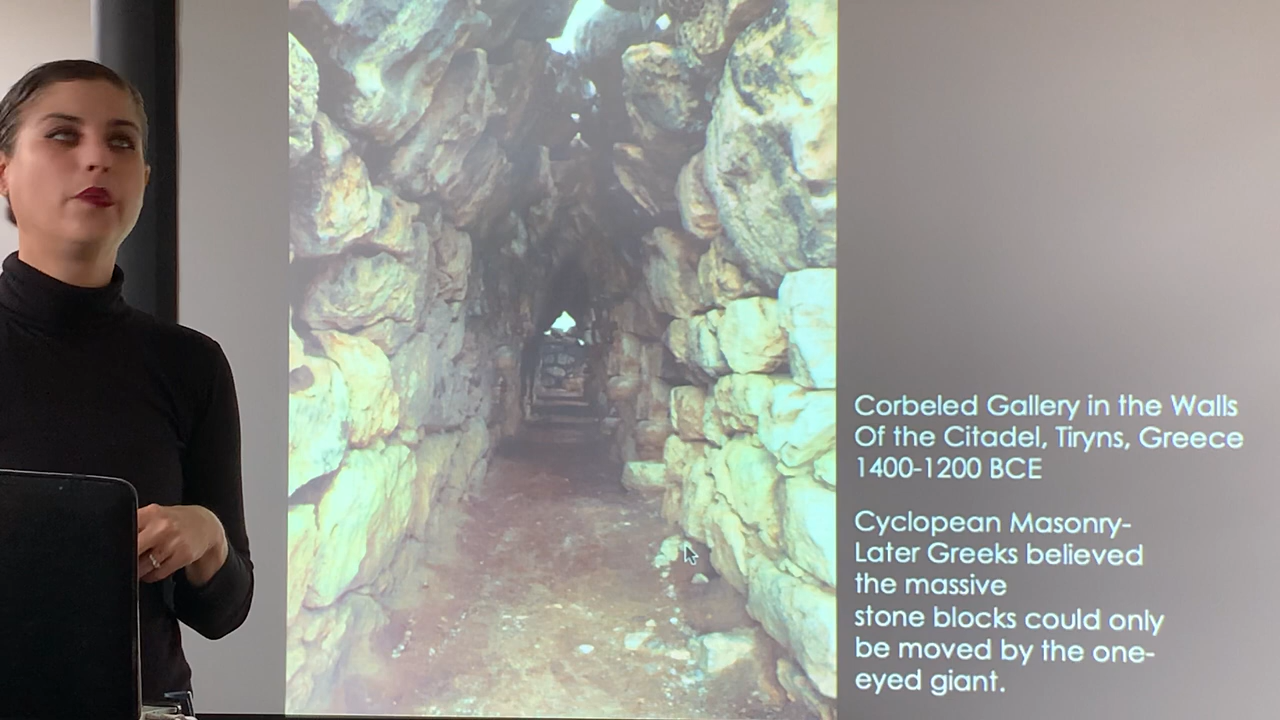 Corbeled Gallery in the Walls
Of the Citadel, Tiryns, Greece
1400-1200 BCE
Cyclopean Masonry-
Later Greeks believed
the massive
stone blocks could only
be moved by the one-
eyed giant.